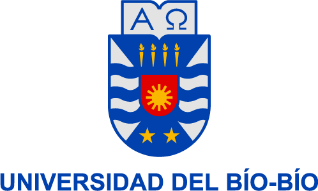 Α Ω
UNIVERSIDAD DEL BÍO-BÍO